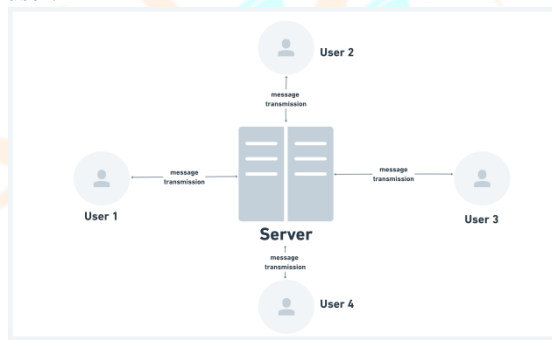 User 2
message
transmission
message
transmission
message
transmission
User 1
User 3
Server
message
transmission
User 4